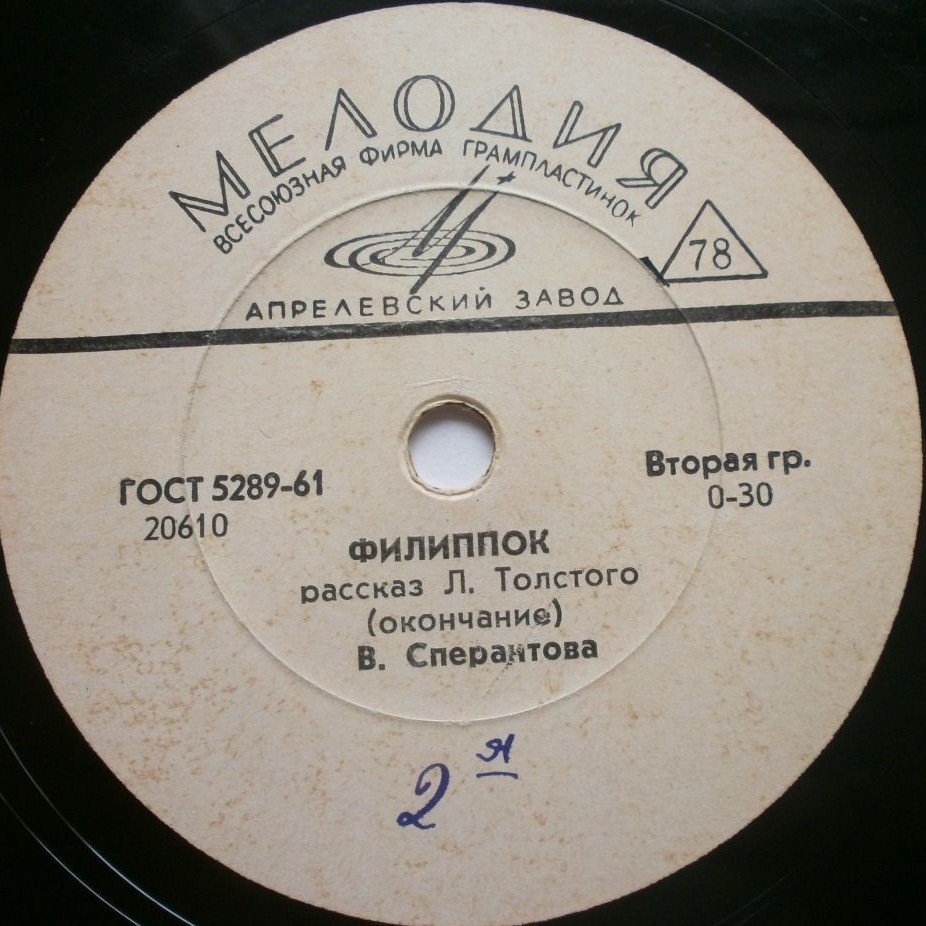 МЕЛОДИЯ
ВСЕСОЮЗНАЯ ФИРМА ГРАМПЛАСТИНОК
78
АПРЕЛЕВСКИЙ ЗАВОД
ГОСТ 5289-61
20610
Вторая гр.
0-30
ФИЛИППОК
рассказ Л. Толстого
(окончание)
В. Сперантова
2 я